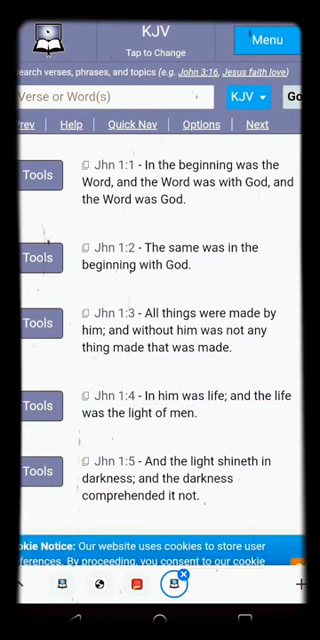 KJV
Tap to Change
Menu
earch verses, phrases, and topics (e.g. John 3:16, Jesus faith love)
Verse or Word(s)
KJV
Go
Prev | Help | Quick Nav | Options | Next
Tools
Jhn 1:1 - In the beginning was the
Word, and the Word was with God, and
the Word was God.
Tools
Jhn 1:2 - The same was in the
beginning with God.
Tools
Jhn 1:3 - All things were made by
him; and without him was not any
thing made that was made.
Tools
Jhn 1:4 - In him was life; and the life
was the light of men.
Tools
Jhn 1:5 - And the light shineth in
darkness; and the darkness
comprehended it not.
okie Notice: Our website uses cookies to store user
ferences. By proceeding, you consent to our cookie